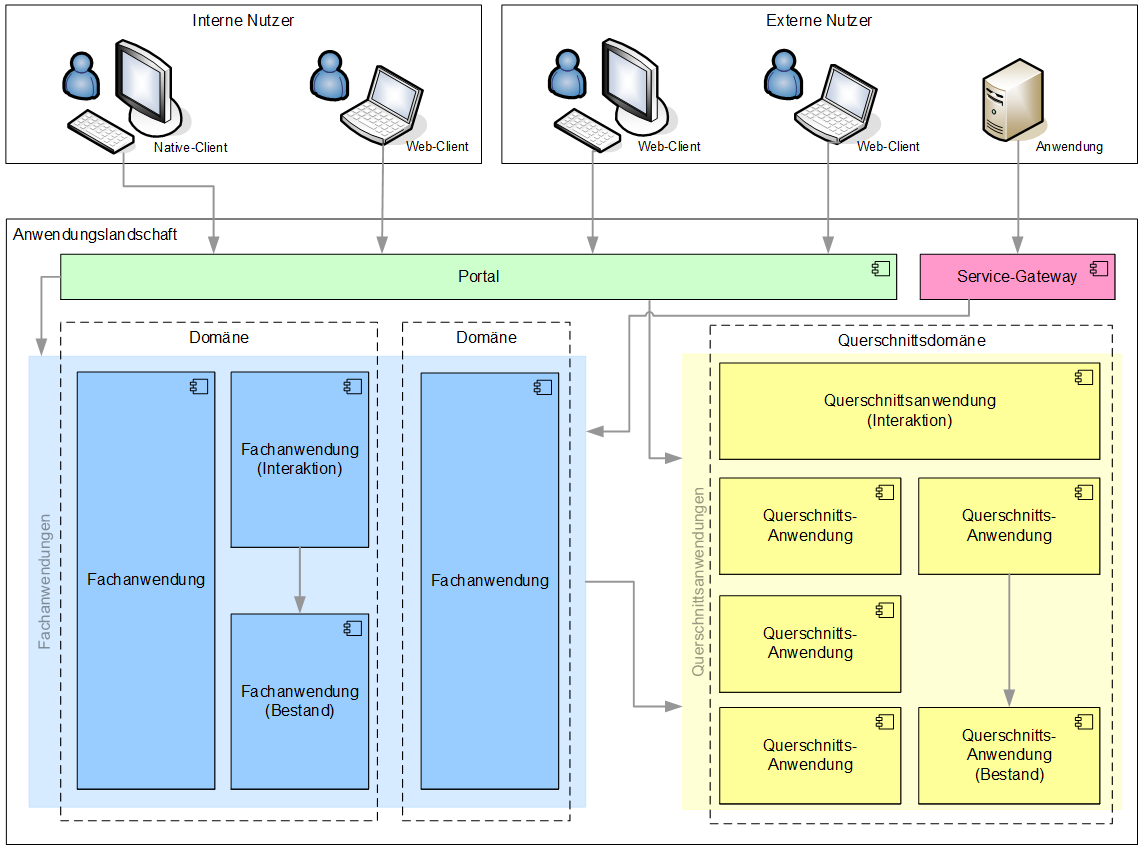 Interne Nutzer
Native-Client
Web-Client
Externe Nutzer
Web-Client
Web-Client
Anwendung
Anwendungslandschaft
Portal
Service-Gateway
Domäne
Domäne
Querschnittsdomäne
Fachanwendungen
Fachanwendung
Fachanwendung
(Interaktion)
Fachanwendung
(Bestand)
Fachanwendung
Querschnittsanwendungen
Querschnittsanwendung
(Interaktion)
Querschnitts-
Anwendung
Querschnitts-
Anwendung
Querschnitts-
Anwendung
Querschnitts-
Anwendung
Querschnitts-
Anwendung
(Bestand)